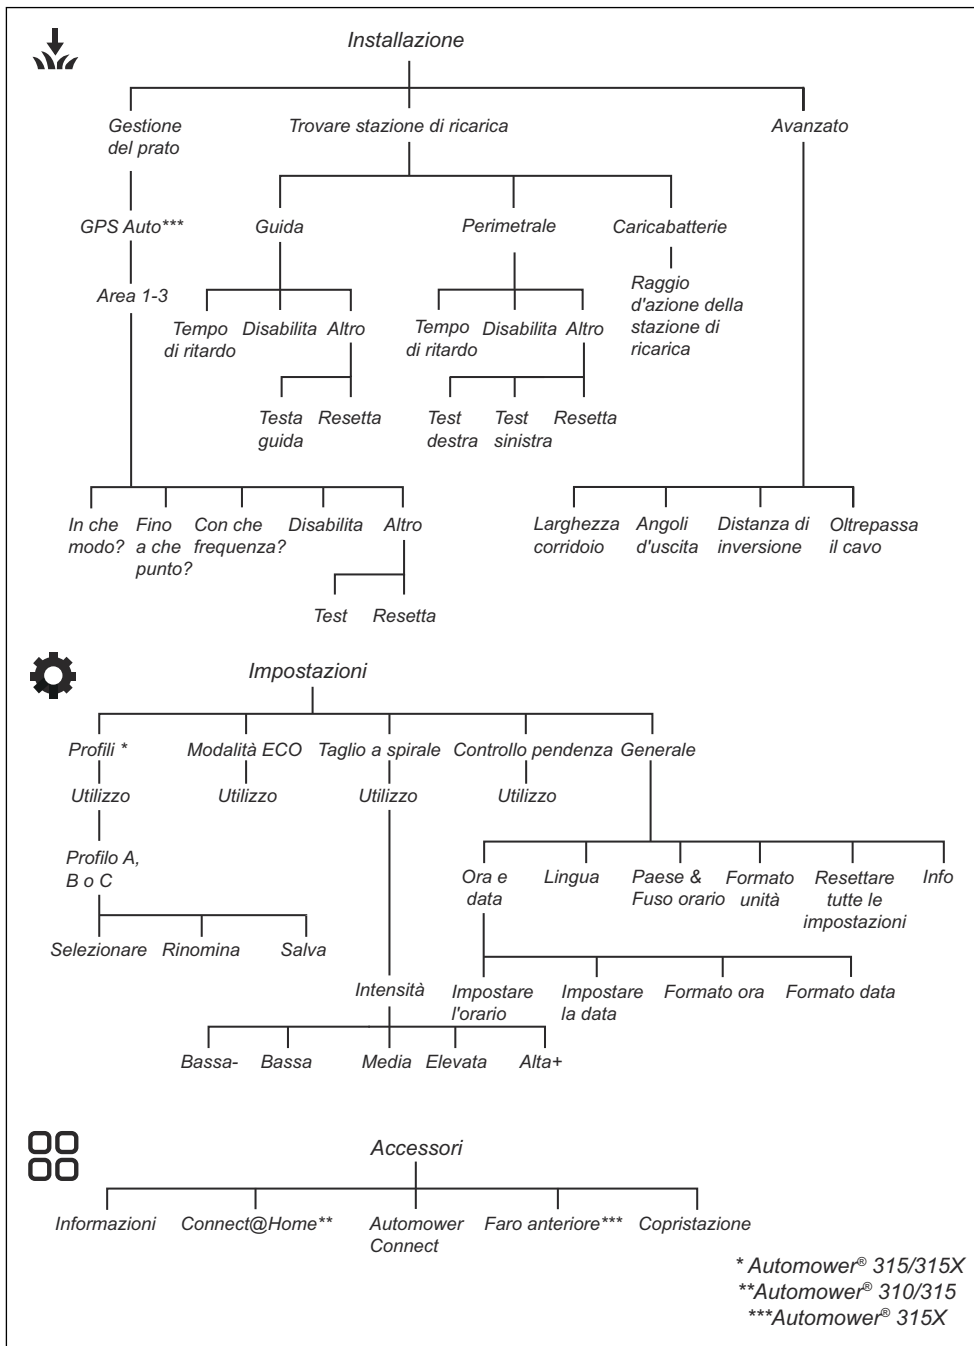 Installazione
Gestione
del prato
Trovare stazione di ricarica
Avanzato
GPS Auto***
Guida
Perimetrale
Caricabatterie
Area 1-3
Raggio
d'azione della
stazione di
ricarica
Tempo
di ritardo
Disabilita
Altro
Tempo
di ritardo
Disabilita
Altro
Testa
guida
Resetta
Test
destra
Test
sinistra
Resetta
In che
modo?
Fino
a che
punto?
Con che
frequenza?
Disabilita
Altro
Larghezza
corridoio
Angoli
d'uscita
Distanza di
inversione
Oltrepassa
il cavo
Test
Resetta
Impostazioni
Profili *
Modalità ECO
Taglio a spirale
Controllo pendenza
Generale
Utilizzo
Utilizzo
Utilizzo
Utilizzo
Profilo A,
B o C
Ora e
data
Lingua
Paese &
Fuso orario
Formato
unità
Resettare
tutte le
impostazioni
Info
Selezionare
Rinomina
Salva
Intensità
Impostare
l'orario
Impostare
la data
Formato ora
Formato data
Bassa-
Bassa
Media
Elevata
Alta+
Accessori
Informazioni
Connect@Home**
Automower
Connect
Faro anteriore***
Copristazione
* Automower® 315/315X
**Automower® 310/315
***Automower® 315X